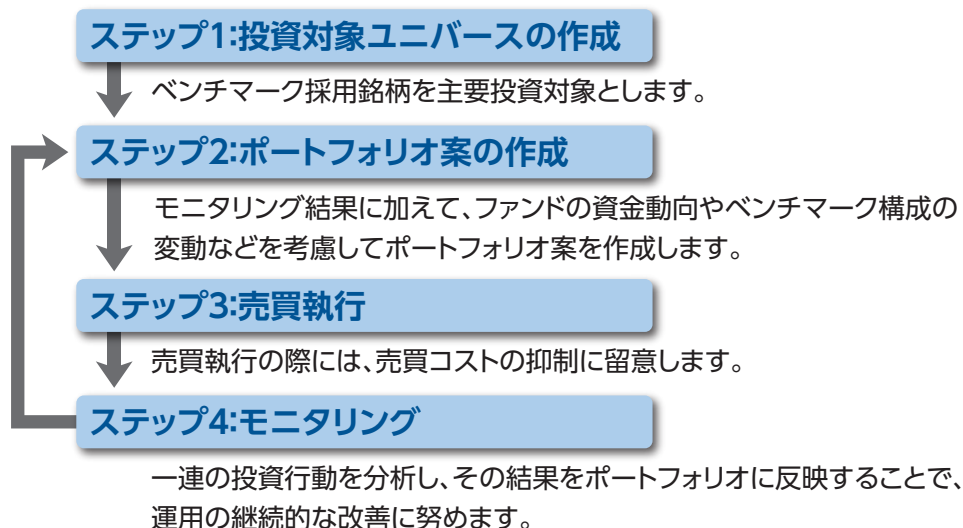 ステップ1:投資対象ユニバースの作成
ベンチマーク採用銘柄を主要投資対象とします。
ステップ2:ポートフォリオ案の作成
モニタリング結果に加えて、ファンドの資金動向やベンチマーク構成の
変動などを考慮してポートフォリオ案を作成します。
ステップ3:売買執行
売買執行の際には、売買コストの抑制に留意します。
ステップ4:モニタリング
一連の投資行動を分析し、その結果をポートフォリオに反映することで、
運用の継続的な改善に努めます。